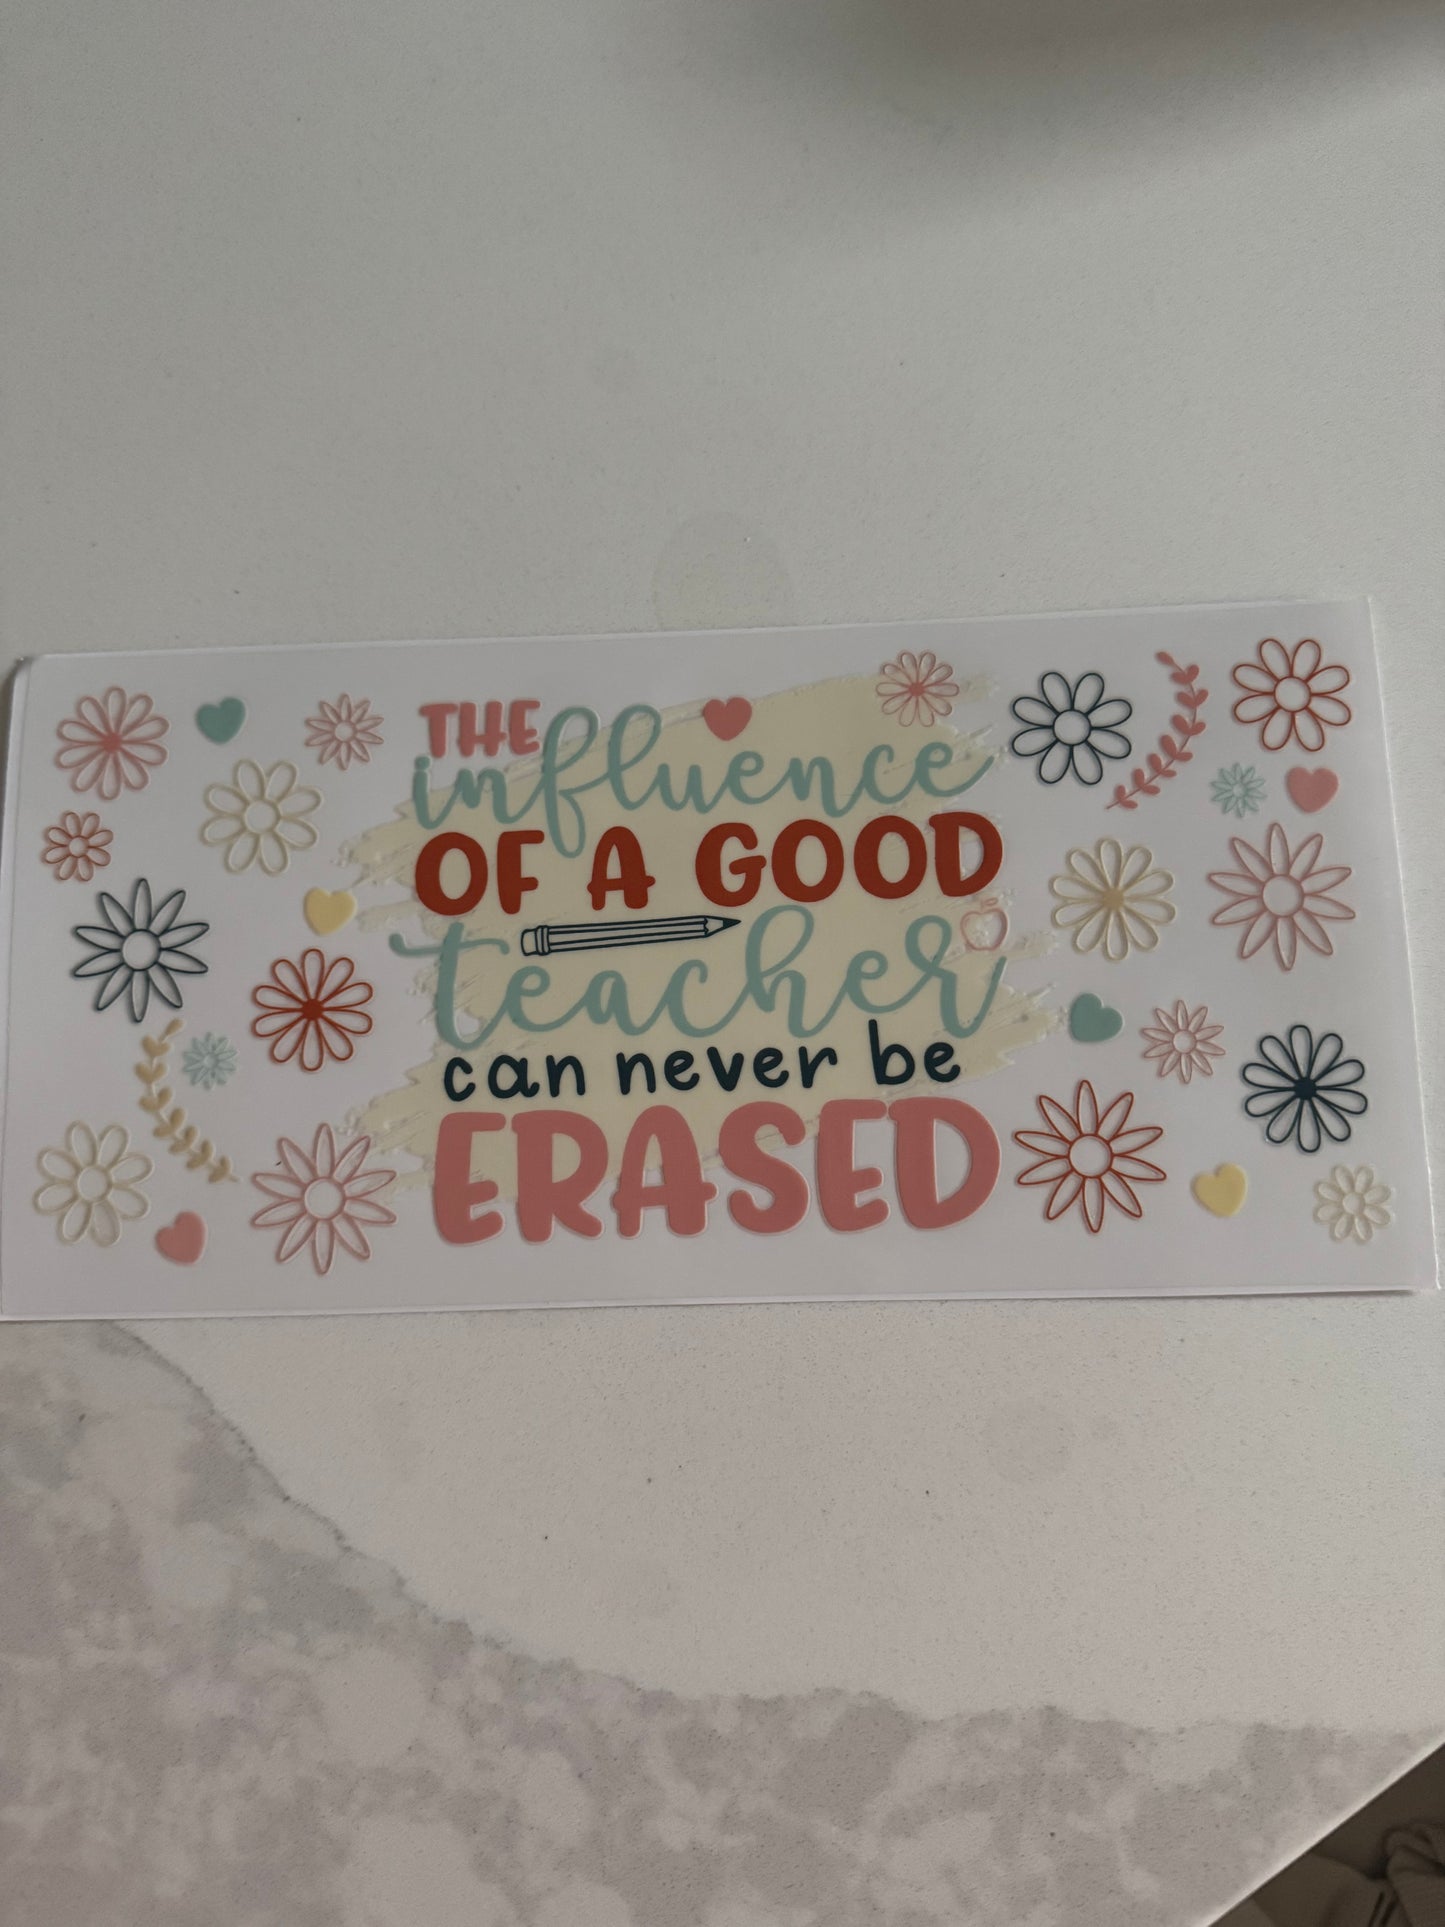 THE
influence
OF A GOOD
teacher
can never be
ERASED